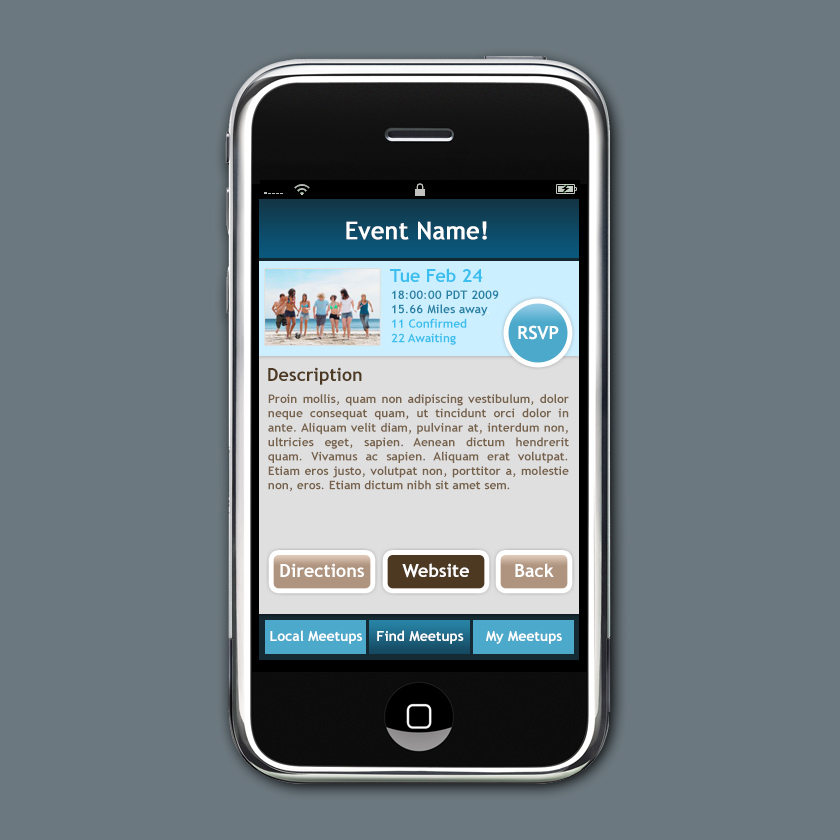 Event Name!
Tue Feb 24
18:00:00 PDT 2009
15.66 Miles away
11 Confirmed
22 Awaiting
RSVP
Description
Proin mollis, quam non adipiscing vestibulum, dolor
neque consequat quam, ut tincidunt orci dolor in
ante. Aliquam velit diam, pulvinar at, interdum non,
ultricies eget, sapien. Aenean dictum hendrerit
quam. Vivamus ac sapien. Aliquam erat volutpat.
Etiam eros justo, volutpat non, porttitor a, molestie
non, eros. Etiam dictum nibh sit amet sem.
Directions Website Back
Local Meetups Find Meetups My Meetups